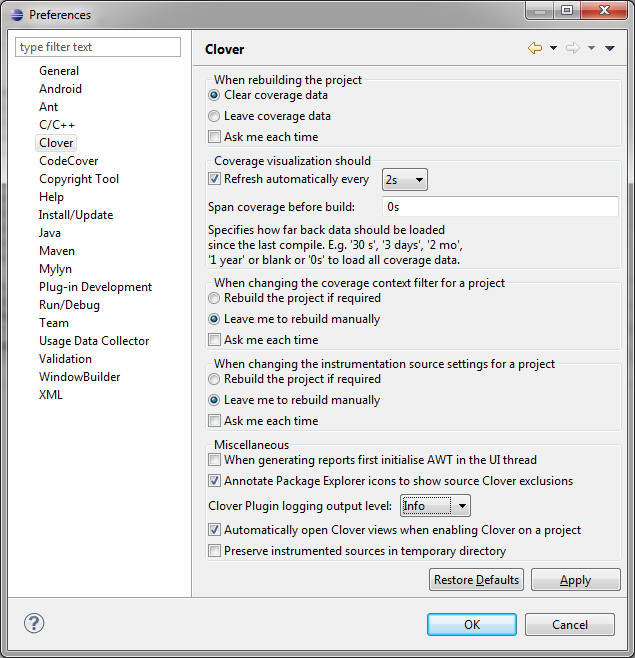 Preferences
type filter text
General
Android
Ant
C/C++
Clover
CodeCover
Copyright Tool
Help
Install/Update
Java
Maven
Mylyn
Plug-in Development
Run/Debug
Team
Usage Data Collector
Validation
WindowBuilder
XML
Clover
When rebuilding the project
Clear coverage data
Leave coverage data
Ask me each time
Coverage visualization should
Refresh automatically every 2s
Span coverage before build: 0s
Specifies how far back data should be loaded
since the last compile. E.g. '30 s', '3 days', '2 mo',
'1 year' or blank or '0s' to load all coverage data.
When changing the coverage context filter for a project
Rebuild the project if required
Leave me to rebuild manually
Ask me each time
When changing the instrumentation source settings for a project
Rebuild the project if required
Leave me to rebuild manually
Ask me each time
Miscellaneous
When generating reports first initialise AWT in the UI thread
Annotate Package Explorer icons to show source Clover exclusions
Clover Plugin logging output level: Info
Automatically open Clover views when enabling Clover on a project
Preserve instrumented sources in temporary directory
Restore Defaults Apply
? OK Cancel